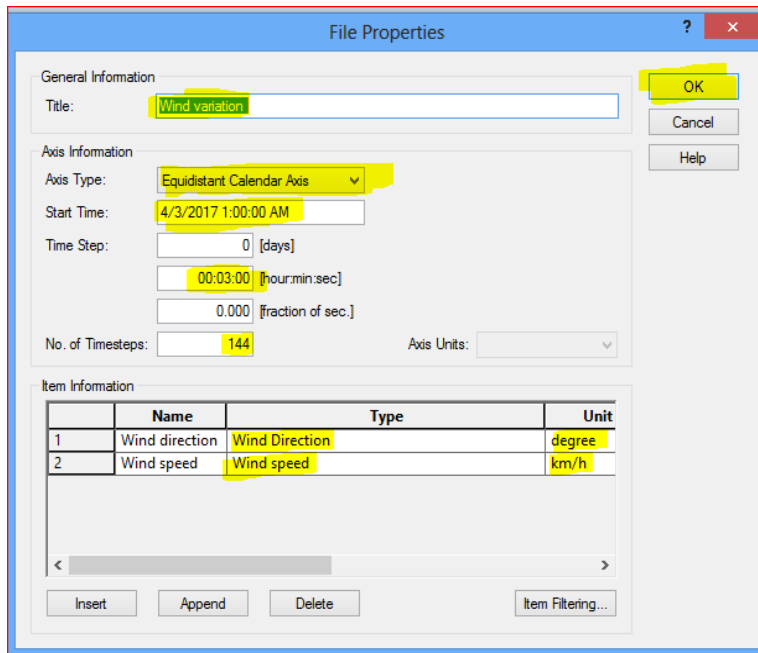 File Properties
?
×
General Information
Title: Wind variation
OK
Cancel
Help
Axis Information
Axis Type: Equidistant Calendar Axis
Start Time: 4/3/2017 1:00:00 AM
Time Step: 0 [days]
00:03:00 [hour:min:sec]
0.000 [fraction of sec.]
No. of Timesteps: 144 Axis Units:
Item Information
Name Type Unit
1 Wind direction Wind Direction degree
2 Wind speed Wind speed km/h
Insert Append Delete Item Filtering...